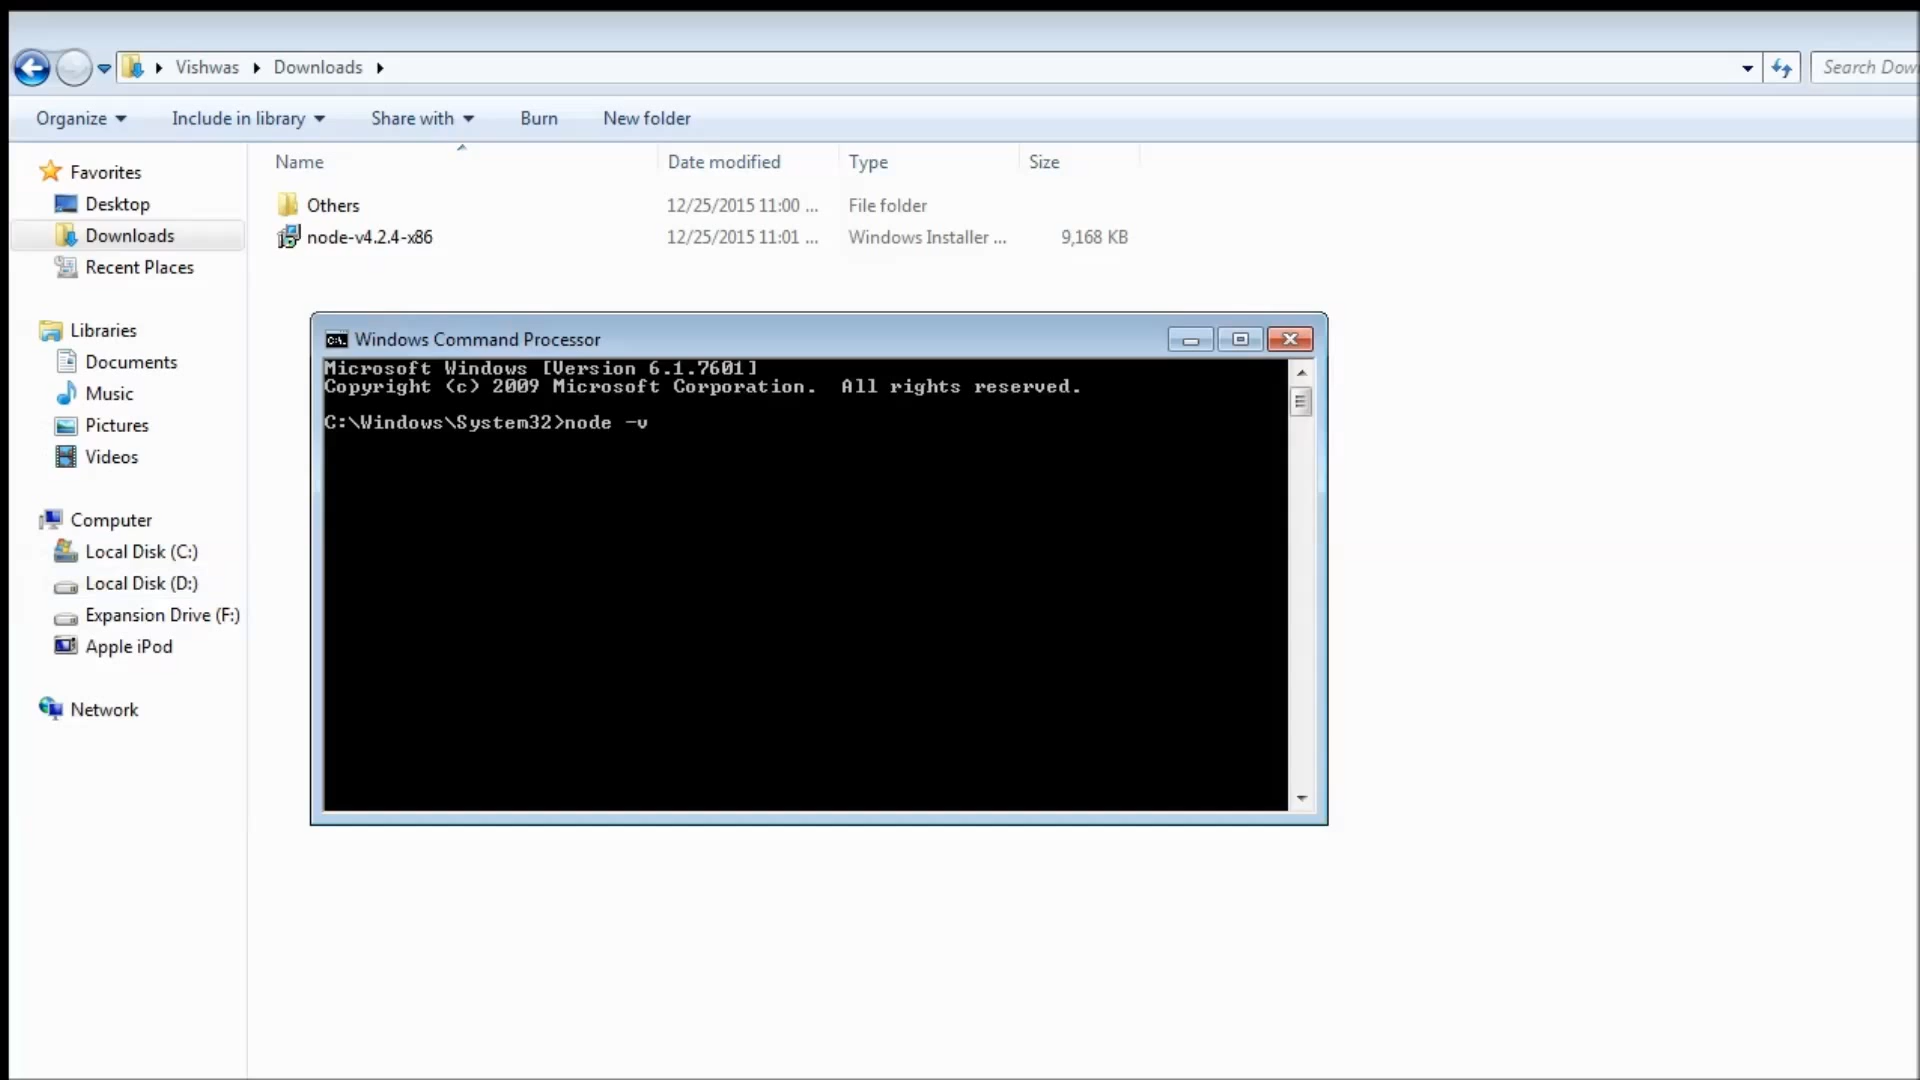 Vishwas Downloads
Search Dow
Organize Include in library Share with Burn New folder
Name Date modified Type Size
Others 12/25/2015 11:00 ... File folder
node-v4.2.4-x86 12/25/2015 11:01 ... Windows Installer ... 9,168 KB
Favorites
Desktop
Downloads
Recent Places
Libraries
Documents
Music
Pictures
Videos
Computer
Local Disk (C:)
Local Disk (D:)
Expansion Drive (F:)
Apple iPod
Network
C:\. Windows Command Processor
Microsoft Windows [Version 6.1.7601]
Copyright (c) 2009 Microsoft Corporation. All rights reserved.
C:\Windows\System32>node -v